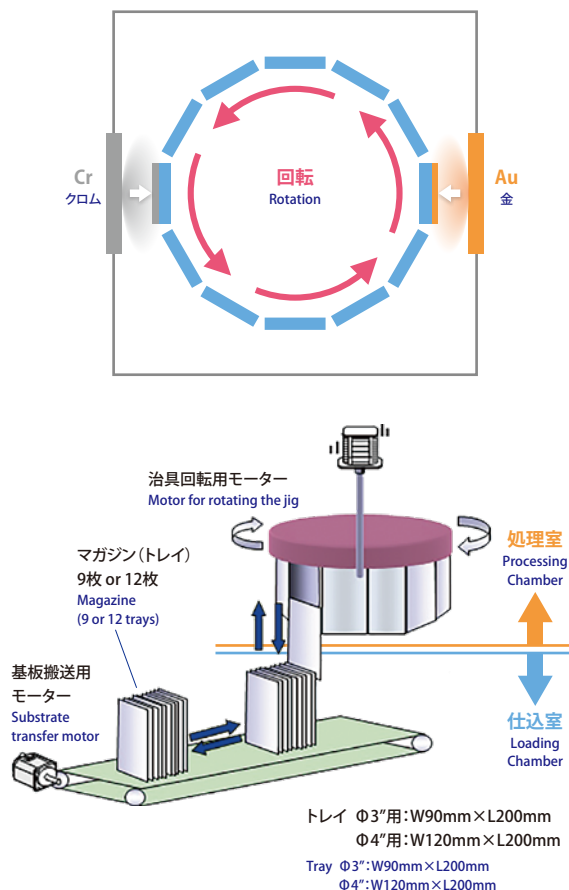 Cr
クロム
回転
Rotation
Au
金
治具回転用モーター
Motor for rotating the jig
マガジン（トレイ）
9枚 or 12枚
Magazine
(9 or 12 trays)
処理室
Processing
Chamber
基板搬送用
モーター
Substrate
transfer motor
仕込室
Loading
Chamber
トレイ Φ3”用：W90mm×L200mm
Φ4”用：W120mm×L200mm
Tray Φ3”：W90mm×L200mm
Φ4”：W120mm×L200mm